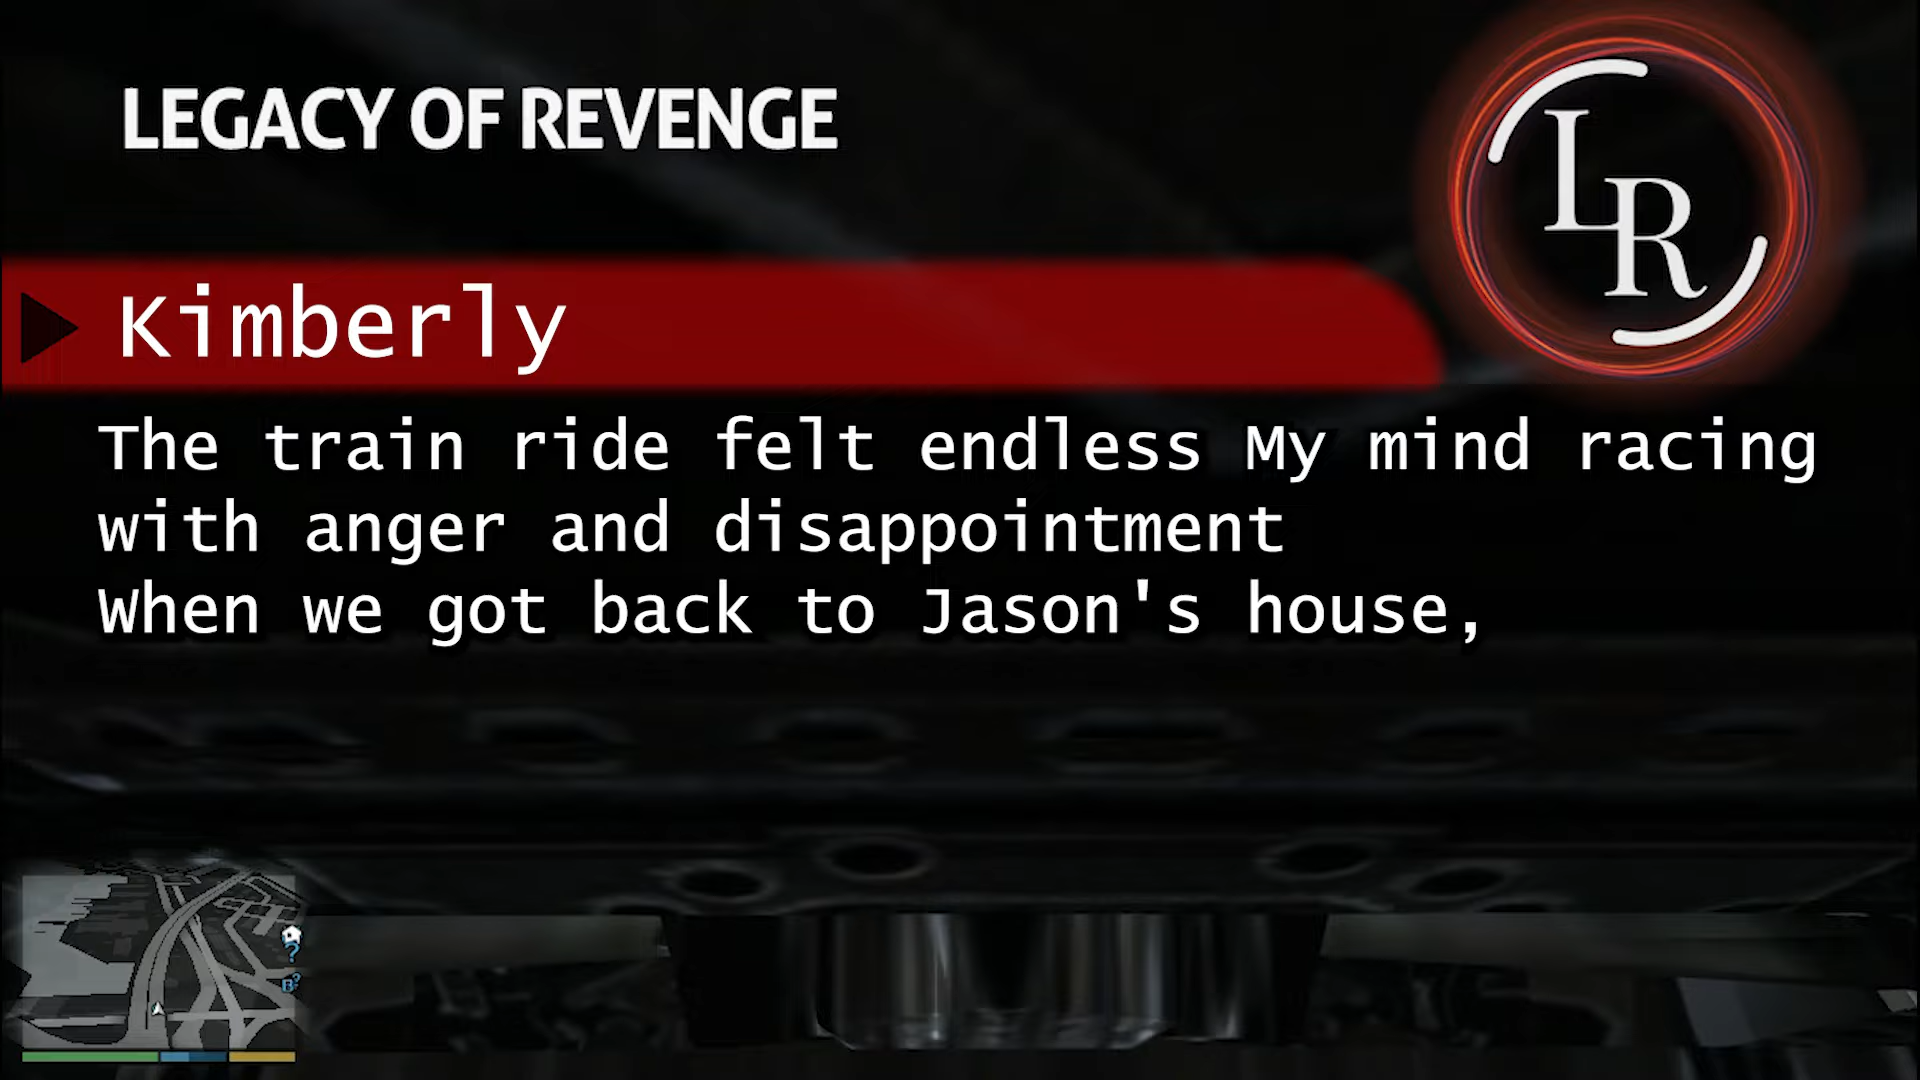 LEGACY OF REVENGE
LR
Kimberly
The train ride felt endless My mind racing
with anger and disappointment
When we got back to Jason's house,
?
B?